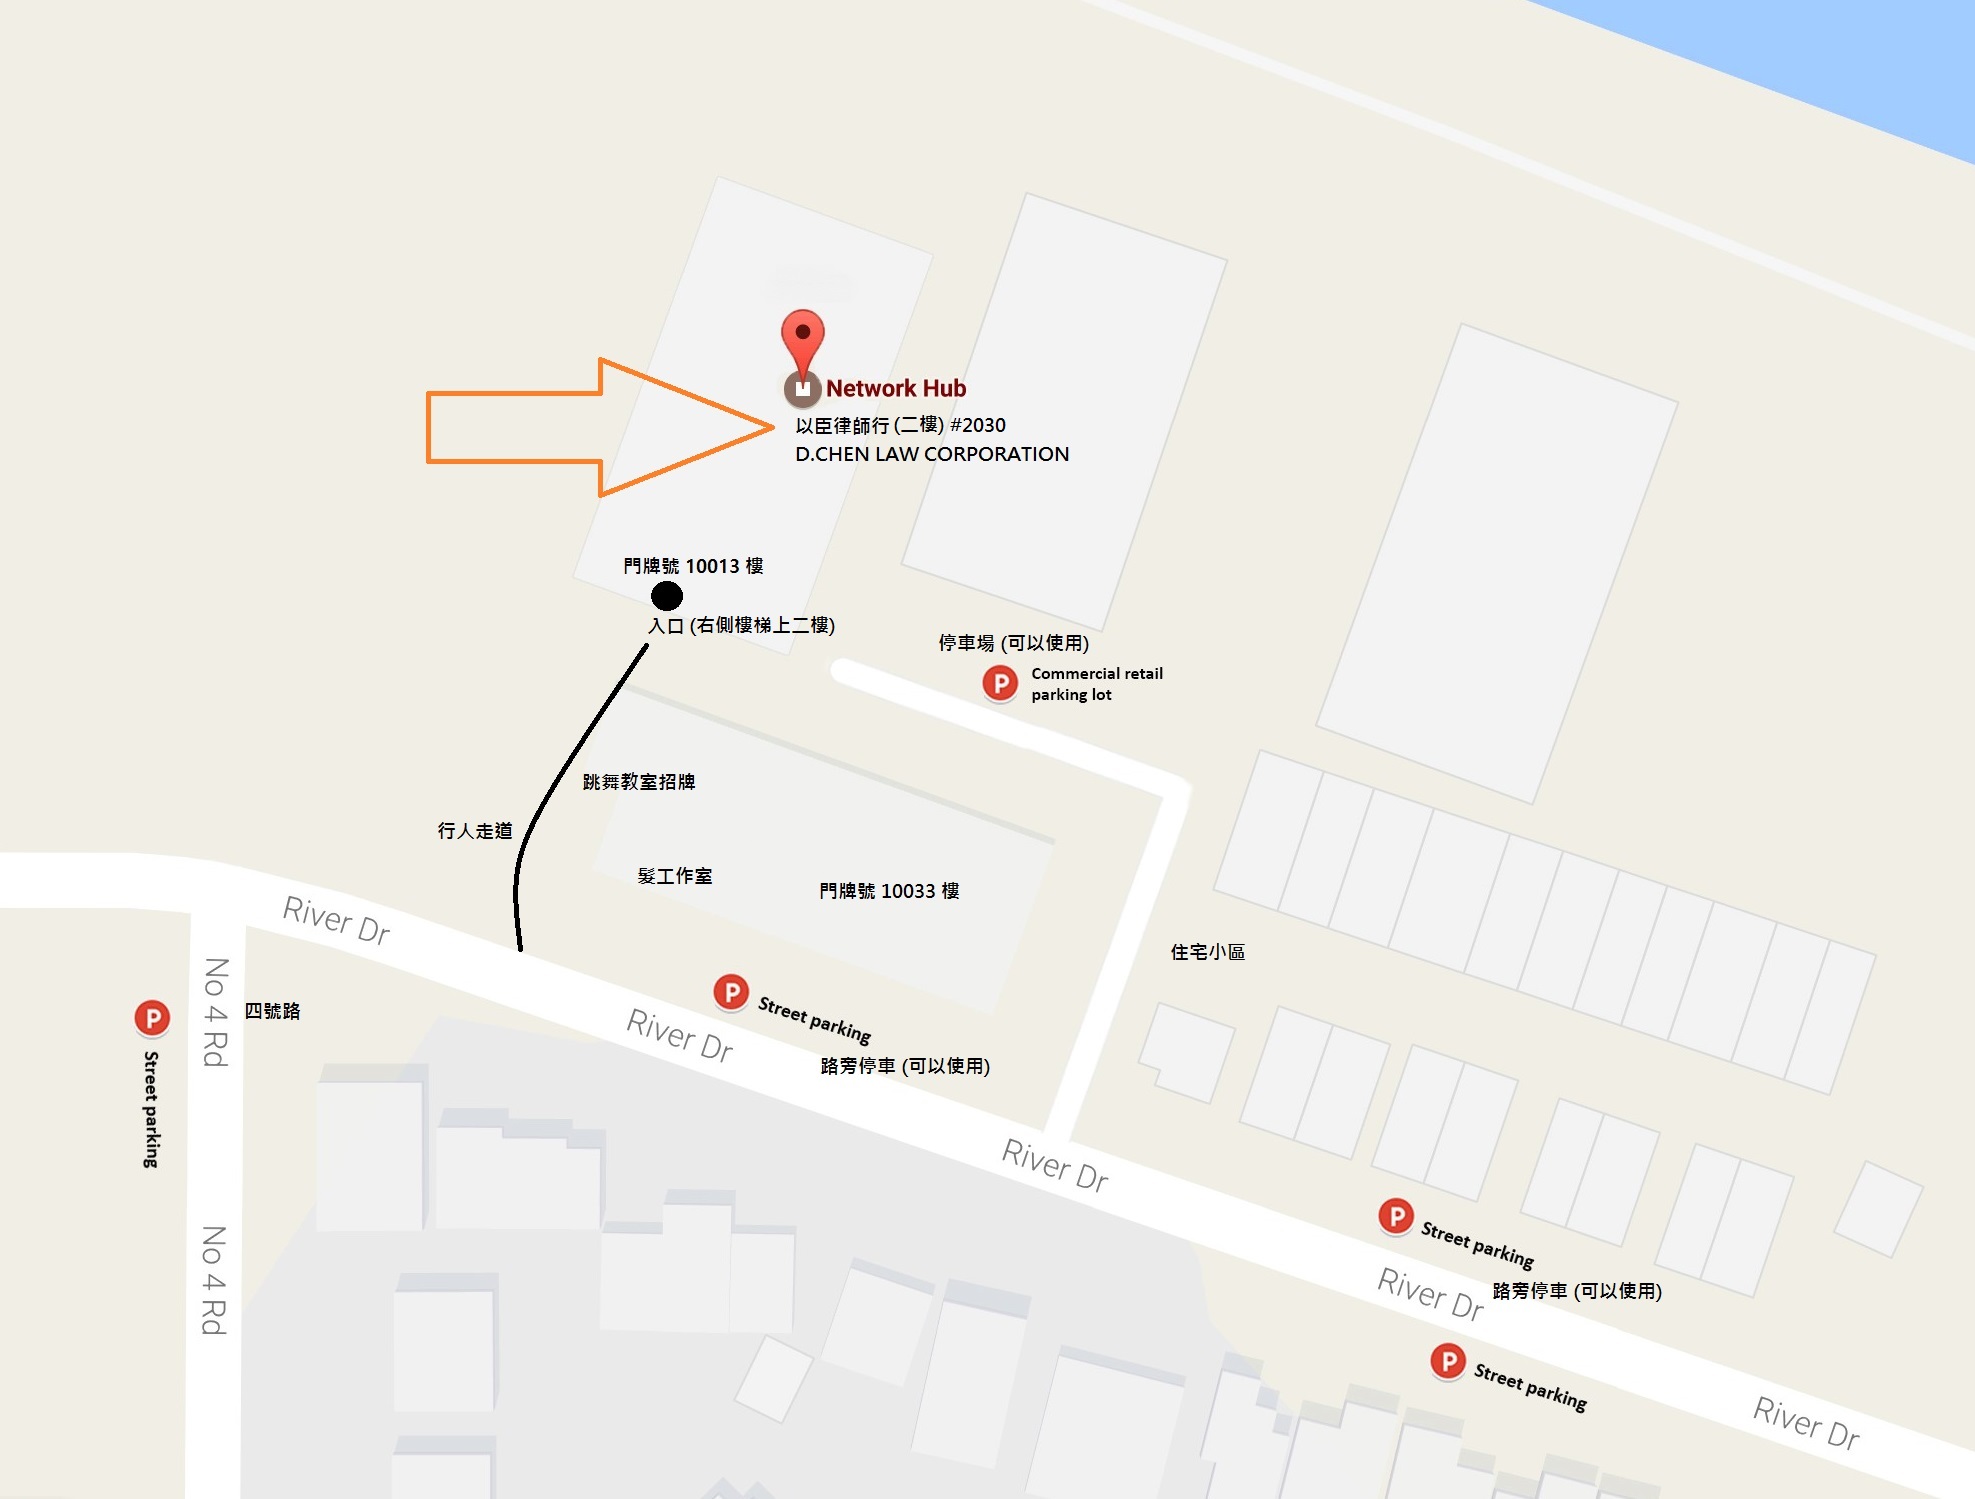 Network Hub
以臣律師行 (二樓) #2030
D.CHEN LAW CORPORATION
門牌號 10013 樓
入口 (右側樓梯上二樓)
停車場 (可以使用)
P
Commercial retail
parking lot
跳舞教室招牌
行人走道
髮工作室
門牌號 10033 樓
River Dr
住宅小區
No 4 Rd
四號路
P
Street parking
P
Street parking
River Dr
路旁停車 (可以使用)
River Dr
P
Street parking
No 4 Rd
River Dr
路旁停車 (可以使用)
P
Street parking
River Dr